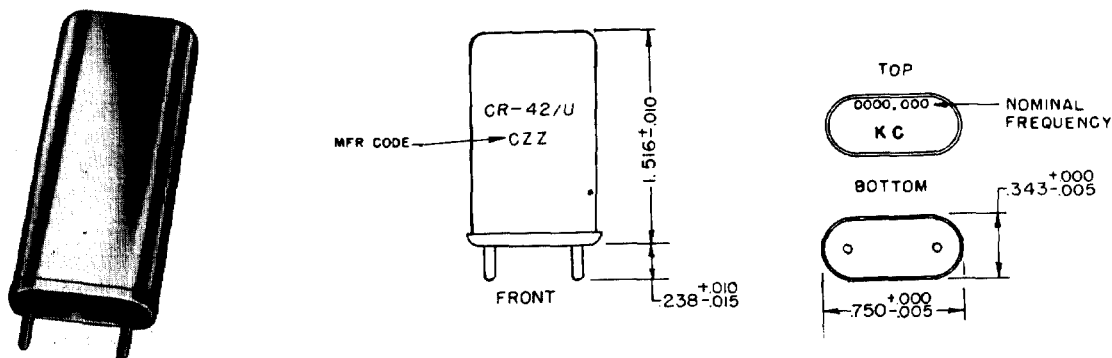 CR-42/U
MFR CODE
CZZ
1.516±.010
FRONT
.238 +.010 -.015
TOP
0000.000
KC
NOMINAL
FREQUENCY
BOTTOM
.343 +.000 -.005
.750 +.000 -.005